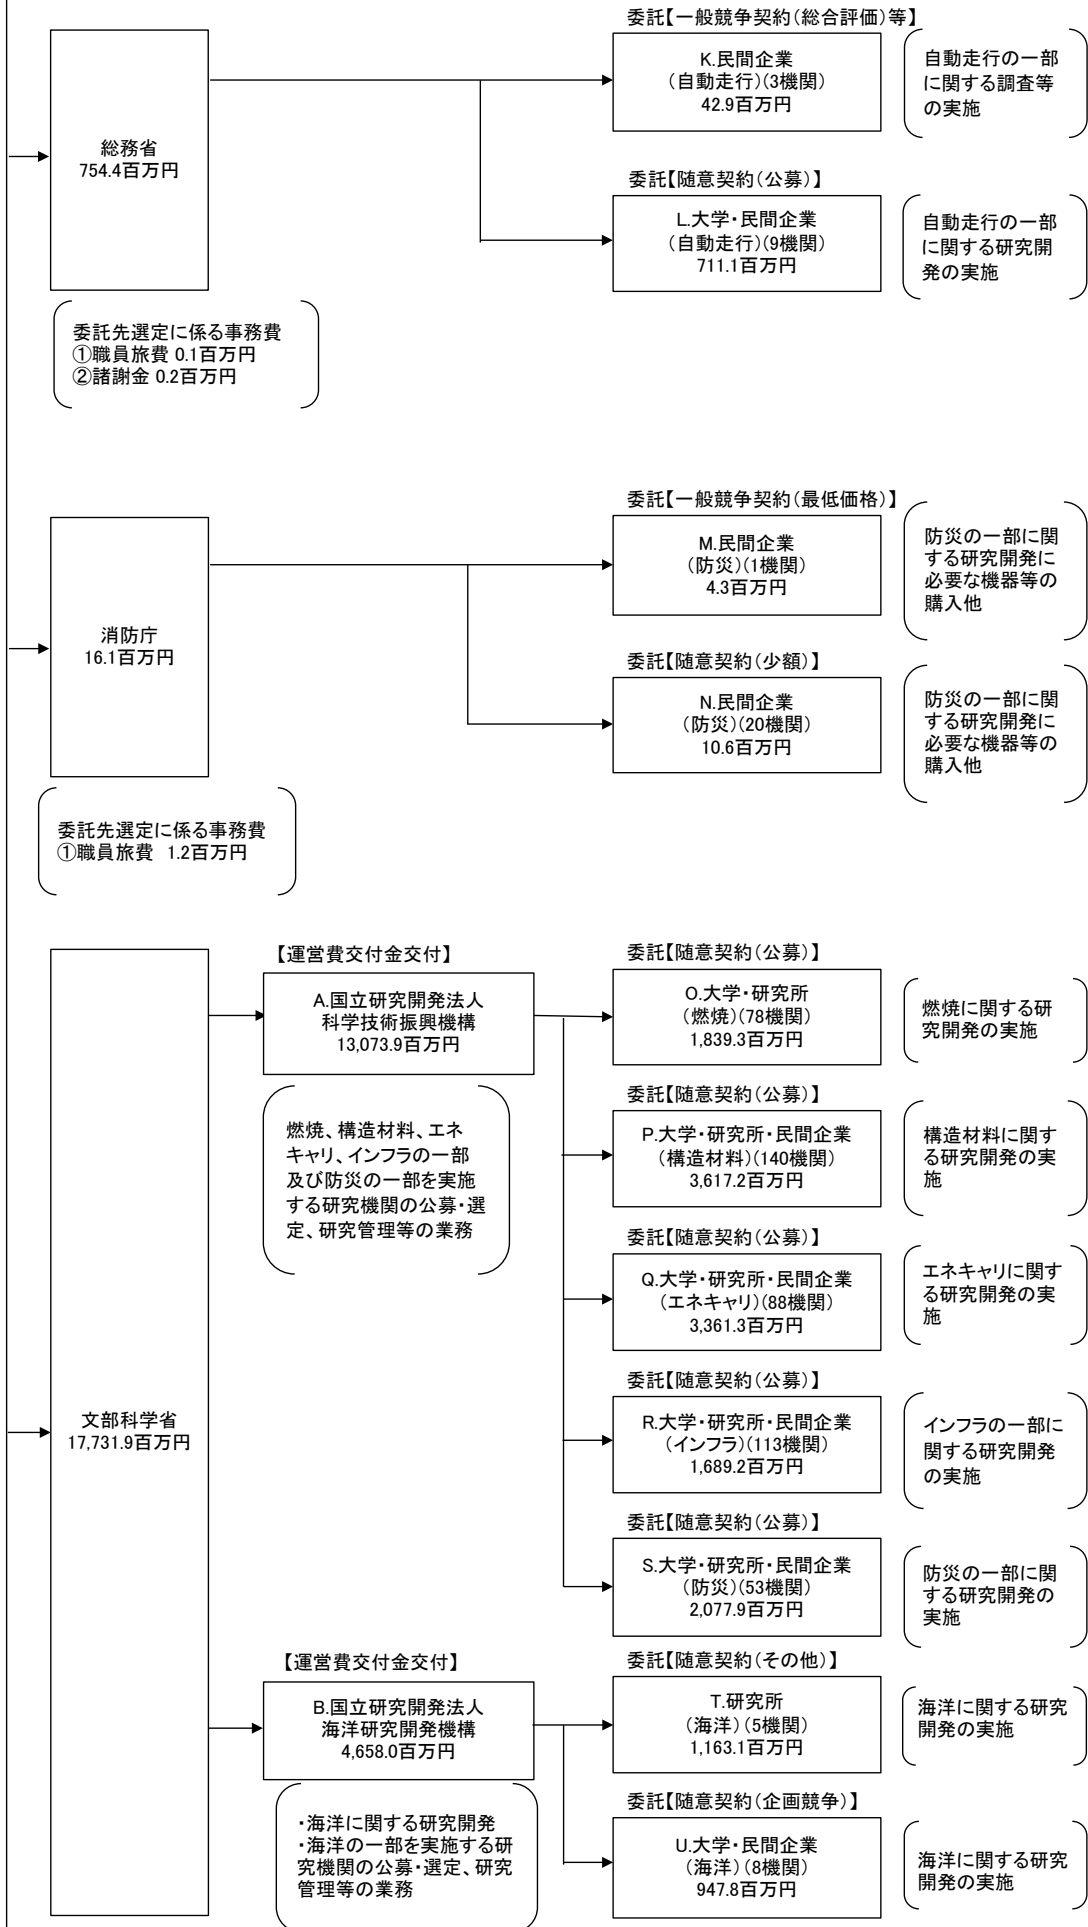 委託【一般競争契約(総合評価)等】
総務省
754.4百万円
K.民間企業
(自動走行)(3機関)
42.9百万円
自動走行の一部
に関する調査等
の実施
委託【随意契約(公募)】
L.大学・民間企業
(自動走行)(9機関)
711.1百万円
自動走行の一部
に関する研究開
発の実施
委託先選定に係る事務費
①職員旅費 0.1百万円
②諸謝金 0.2百万円
委託【一般競争契約(最低価格)】
消防庁
16.1百万円
M.民間企業
(防災)(1機関)
4.3百万円
防災の一部に関
する研究開発に
必要な機器等の
購入他
委託【随意契約(少額)】
N.民間企業
(防災)(20機関)
10.6百万円
防災の一部に関
する研究開発に
必要な機器等の
購入他
委託先選定に係る事務費
①職員旅費 1.2百万円
文部科学省
17,731.9百万円
【運営費交付金交付】
A.国立研究開発法人
科学技術振興機構
13,073.9百万円
燃焼、構造材料、エネ
キャリ、インフラの一部
及び防災の一部を実施
する研究機関の公募・選
定、研究管理等の業務
委託【随意契約(公募)】
O.大学・研究所
(燃焼)(78機関)
1,839.3百万円
燃焼に関する研
究開発の実施
委託【随意契約(公募)】
P.大学・研究所・民間企業
(構造材料)(140機関)
3,617.2百万円
構造材料に関す
る研究開発の実
施
委託【随意契約(公募)】
Q.大学・研究所・民間企業
(エネキャリ)(88機関)
3,361.3百万円
エネキャリに関す
る研究開発の実
施
委託【随意契約(公募)】
R.大学・研究所・民間企業
(インフラ)(113機関)
1,689.2百万円
インフラの一部に
関する研究開発
の実施
委託【随意契約(公募)】
S.大学・研究所・民間企業
(防災)(53機関)
2,077.9百万円
防災の一部に関
する研究開発の
実施
【運営費交付金交付】
B.国立研究開発法人
海洋研究開発機構
4,658.0百万円
・海洋に関する研究開発
・海洋の一部を実施する研
究機関の公募・選定、研究
管理等の業務
委託【随意契約(その他)】
T.研究所
(海洋)(5機関)
1,163.1百万円
海洋に関する研究
開発の実施
委託【随意契約(企画競争)】
U.大学・民間企業
(海洋)(8機関)
947.8百万円
海洋に関する研究
開発の実施